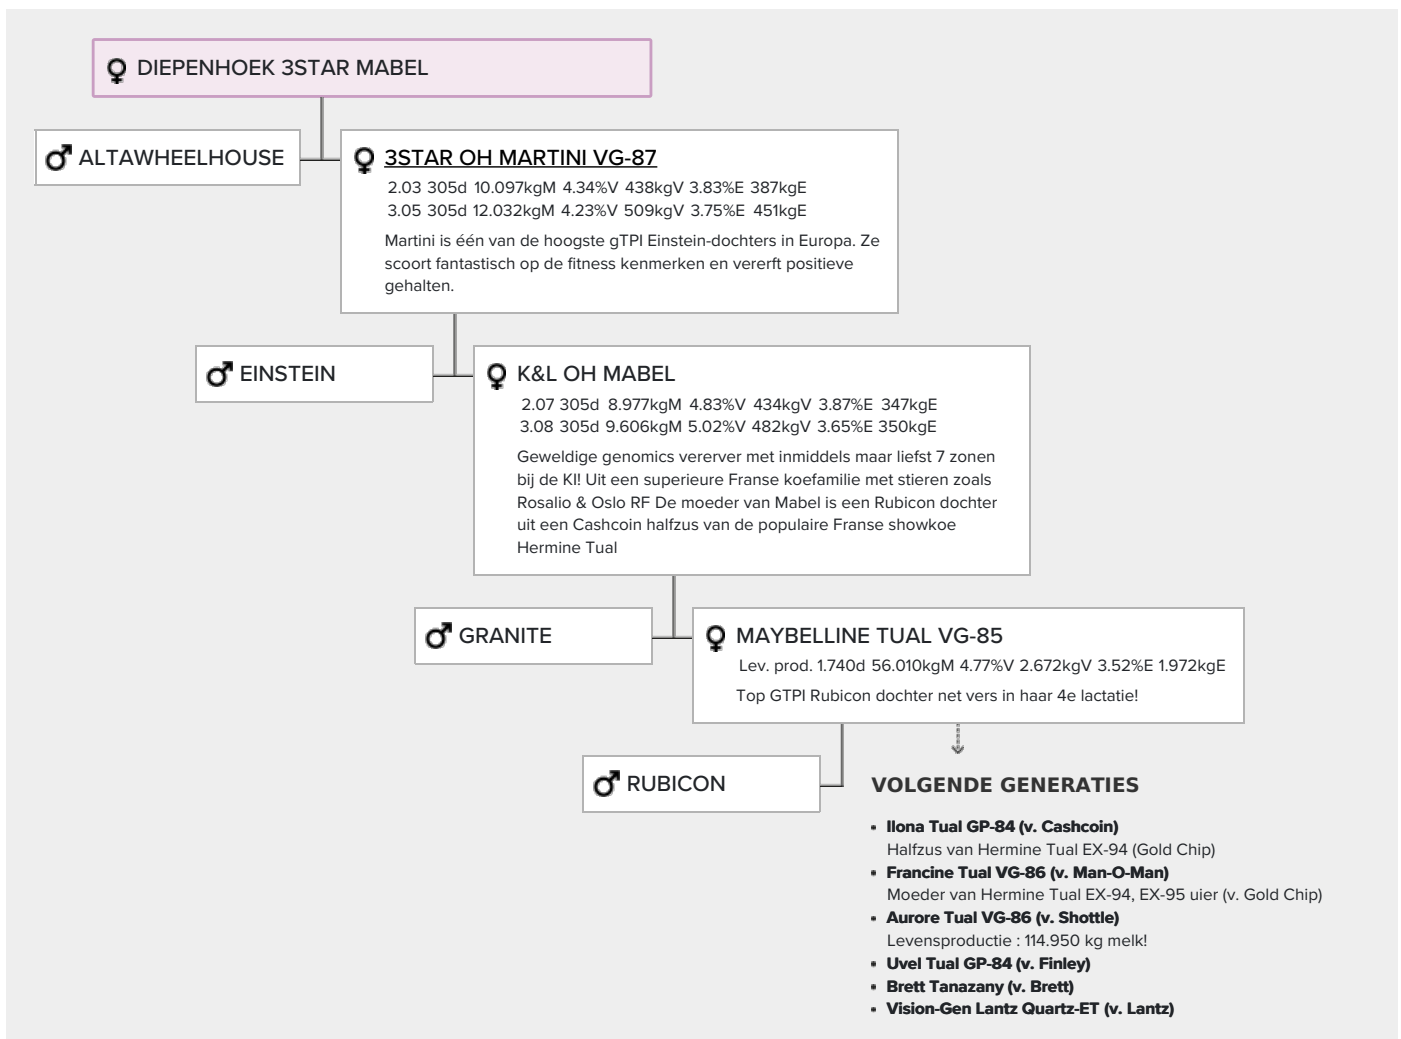 DIEPENHOEK 3STAR MABEL
ALTAWHEELHOUSE
3STAR OH MARTINI VG-87
2.03 305d 10.097kgM 4.34%V 438kgV 3.83%E 387kgE
3.05 305d 12.032kgM 4.23%V 509kgV 3.75%E 451kgE
Martini is één van de hoogste gTPI Einstein-dochters in Europa. Ze
scoort fantastisch op de fitness kenmerken en vererft positieve
gehalten.
EINSTEIN
K&L OH MABEL
2.07 305d 8.977kgM 4.83%V 434kgV 3.87%E 347kgE
3.08 305d 9.606kgM 5.02%V 482kgV 3.65%E 350kgE
Geweldige genomics vererver met inmiddels maar liefst 7 zonen
bij de KI! Uit een superieure Franse koefamilie met stieren zoals
Rosalio & Oslo RF De moeder van Mabel is een Rubicon dochter
uit een Cashcoin halfzus van de populaire Franse showkoe
Hermine Tual
GRANITE
MAYBELLINE TUAL VG-85
Lev. prod. 1.740d 56.010kgM 4.77%V 2.672kgV 3.52%E 1.972kgE
Top GTPI Rubicon dochter net vers in haar 4e lactatie!
RUBICON
VOLGENDE GENERATIES
• Ilona Tual GP-84 (v. Cashcoin)
Halfzus van Hermine Tual EX-94 (Gold Chip)
• Francine Tual VG-86 (v. Man-O-Man)
Moeder van Hermine Tual EX-94, EX-95 uier (v. Gold Chip)
• Aurore Tual VG-86 (v. Shottle)
Levensproductie : 114.950 kg melk!
• Uvel Tual GP-84 (v. Finley)
• Brett Tanazany (v. Brett)
• Vision-Gen Lantz Quartz-ET (v. Lantz)